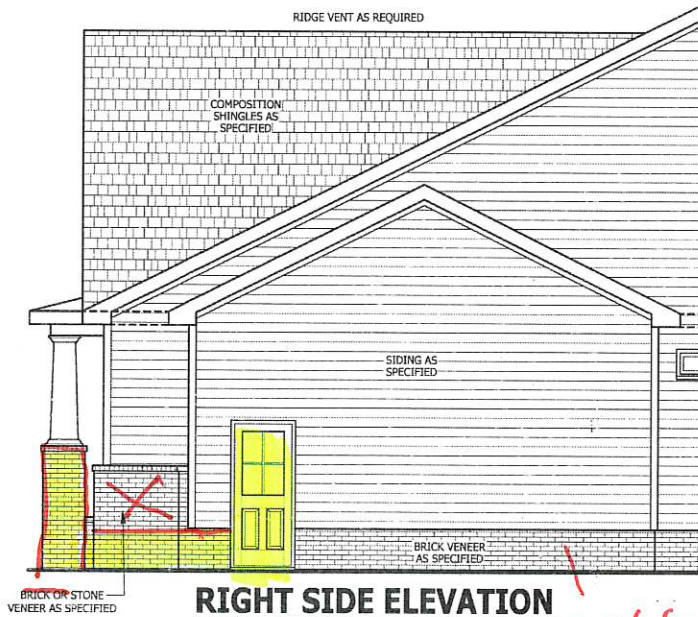 RIDGE VENT AS REQUIRED
COMPOSITION
SHINGLES AS
SPECIFIED
SIDING AS
SPECIFIED
BRICK VENEER
AS SPECIFIED
BRICK OR STONE
VENEER AS SPECIFIED
RIGHT SIDE ELEVATION